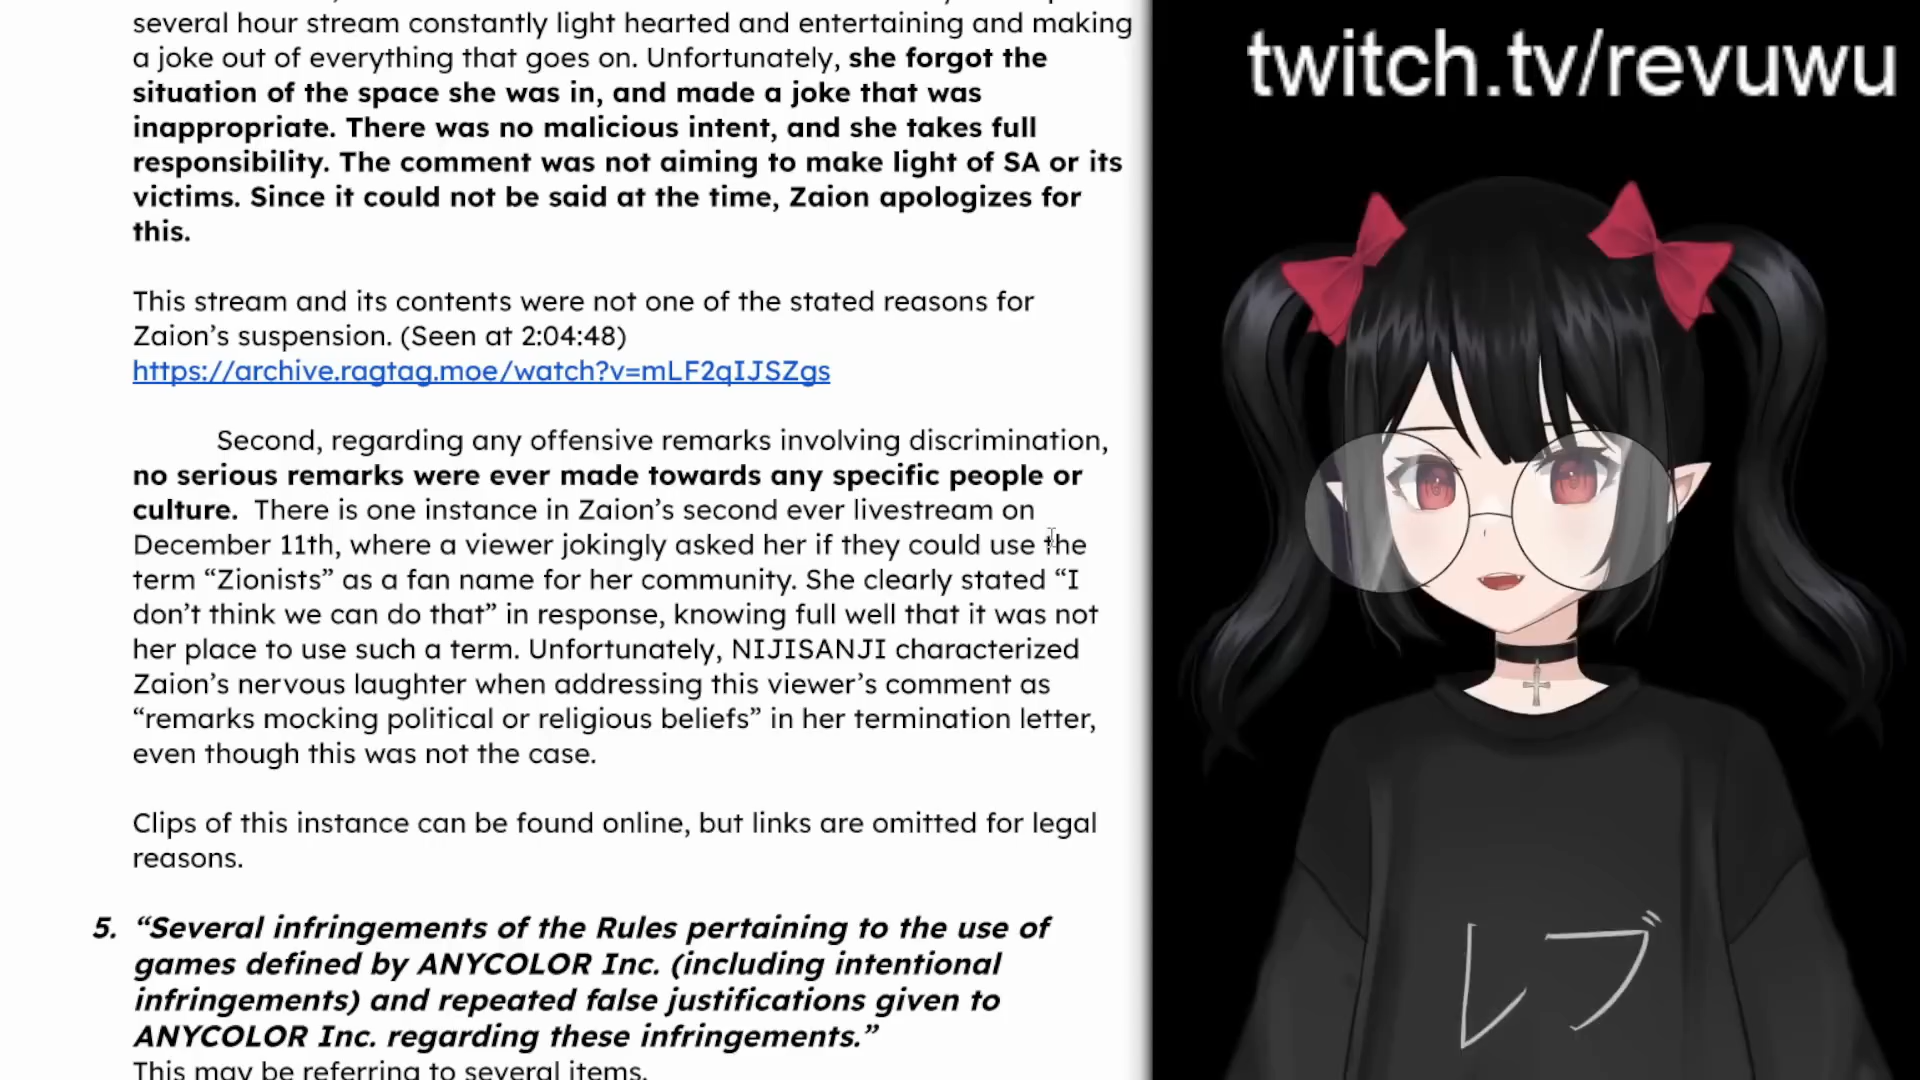 several hour stream constantly light hearted and entertaining and making
a joke out of everything that goes on. Unfortunately, she forgot the
situation of the space she was in, and made a joke that was
inappropriate. There was no malicious intent, and she takes full
responsibility. The comment was not aiming to make light of SA or its
victims. Since it could not be said at the time, Zaion apologizes for
this.
This stream and its contents were not one of the stated reasons for
Zaion’s suspension. (Seen at 2:04:48)
https://archive.ragtag.moe/watch?v=mLF2qIJSZgs
Second, regarding any offensive remarks involving discrimination,
no serious remarks were ever made towards any specific people or
culture. There is one instance in Zaion’s second ever livestream on
December 11th, where a viewer jokingly asked her if they could use the
term “Zionists” as a fan name for her community. She clearly stated “I
don’t think we can do that” in response, knowing full well that it was not
her place to use such a term. Unfortunately, NIJISANJI characterized
Zaion’s nervous laughter when addressing this viewer’s comment as
“remarks mocking political or religious beliefs” in her termination letter,
even though this was not the case.
Clips of this instance can be found online, but links are omitted for legal
reasons.
5. “Several infringements of the Rules pertaining to the use of
games defined by ANYCOLOR Inc. (including intentional
infringements) and repeated false justifications given to
ANYCOLOR Inc. regarding these infringements.”
This may be referring to several items.
twitch.tv/revuwu
レブ